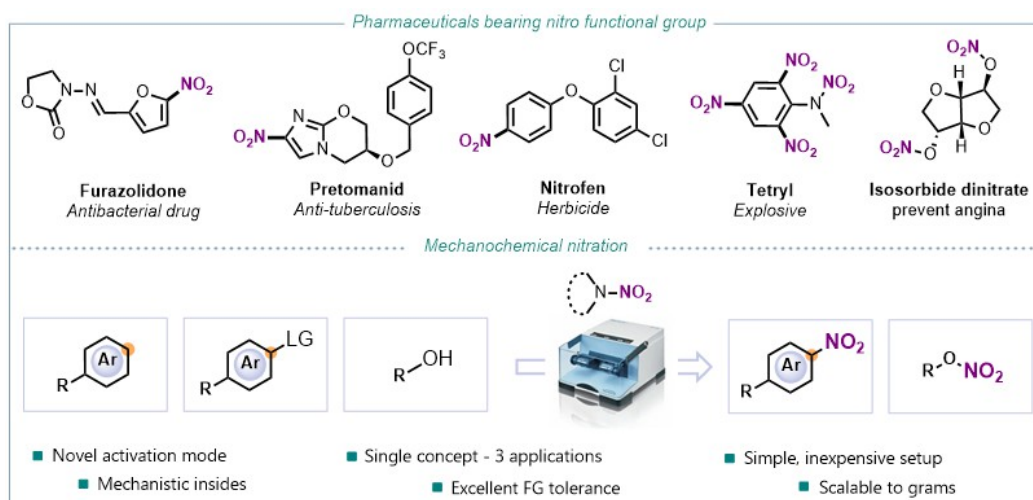 Pharmaceuticals bearing nitro functional group
O
O
N
N
O
NO₂
Furazolidone
Antibacterial drug
OCF₃
O₂N
N
N
O
O
Pretomanid
Anti-tuberculosis
O₂N
O
Cl
Cl
Nitrofen
Herbicide
O₂N
NO₂
NO₂
N
NO₂
Tetryl
Explosive
O₂N
O
H
O
O
O₂N
O
H
Isosorbide dinitrate
prevent angina
Mechanochemical nitration
N-NO₂
Ar
R
Ar
LG
R
R
OH
Ar
NO₂
R
R
O
NO₂
Novel activation mode
Single concept - 3 applications
Simple, inexpensive setup
Mechanistic insides
Excellent FG tolerance
Scalable to grams